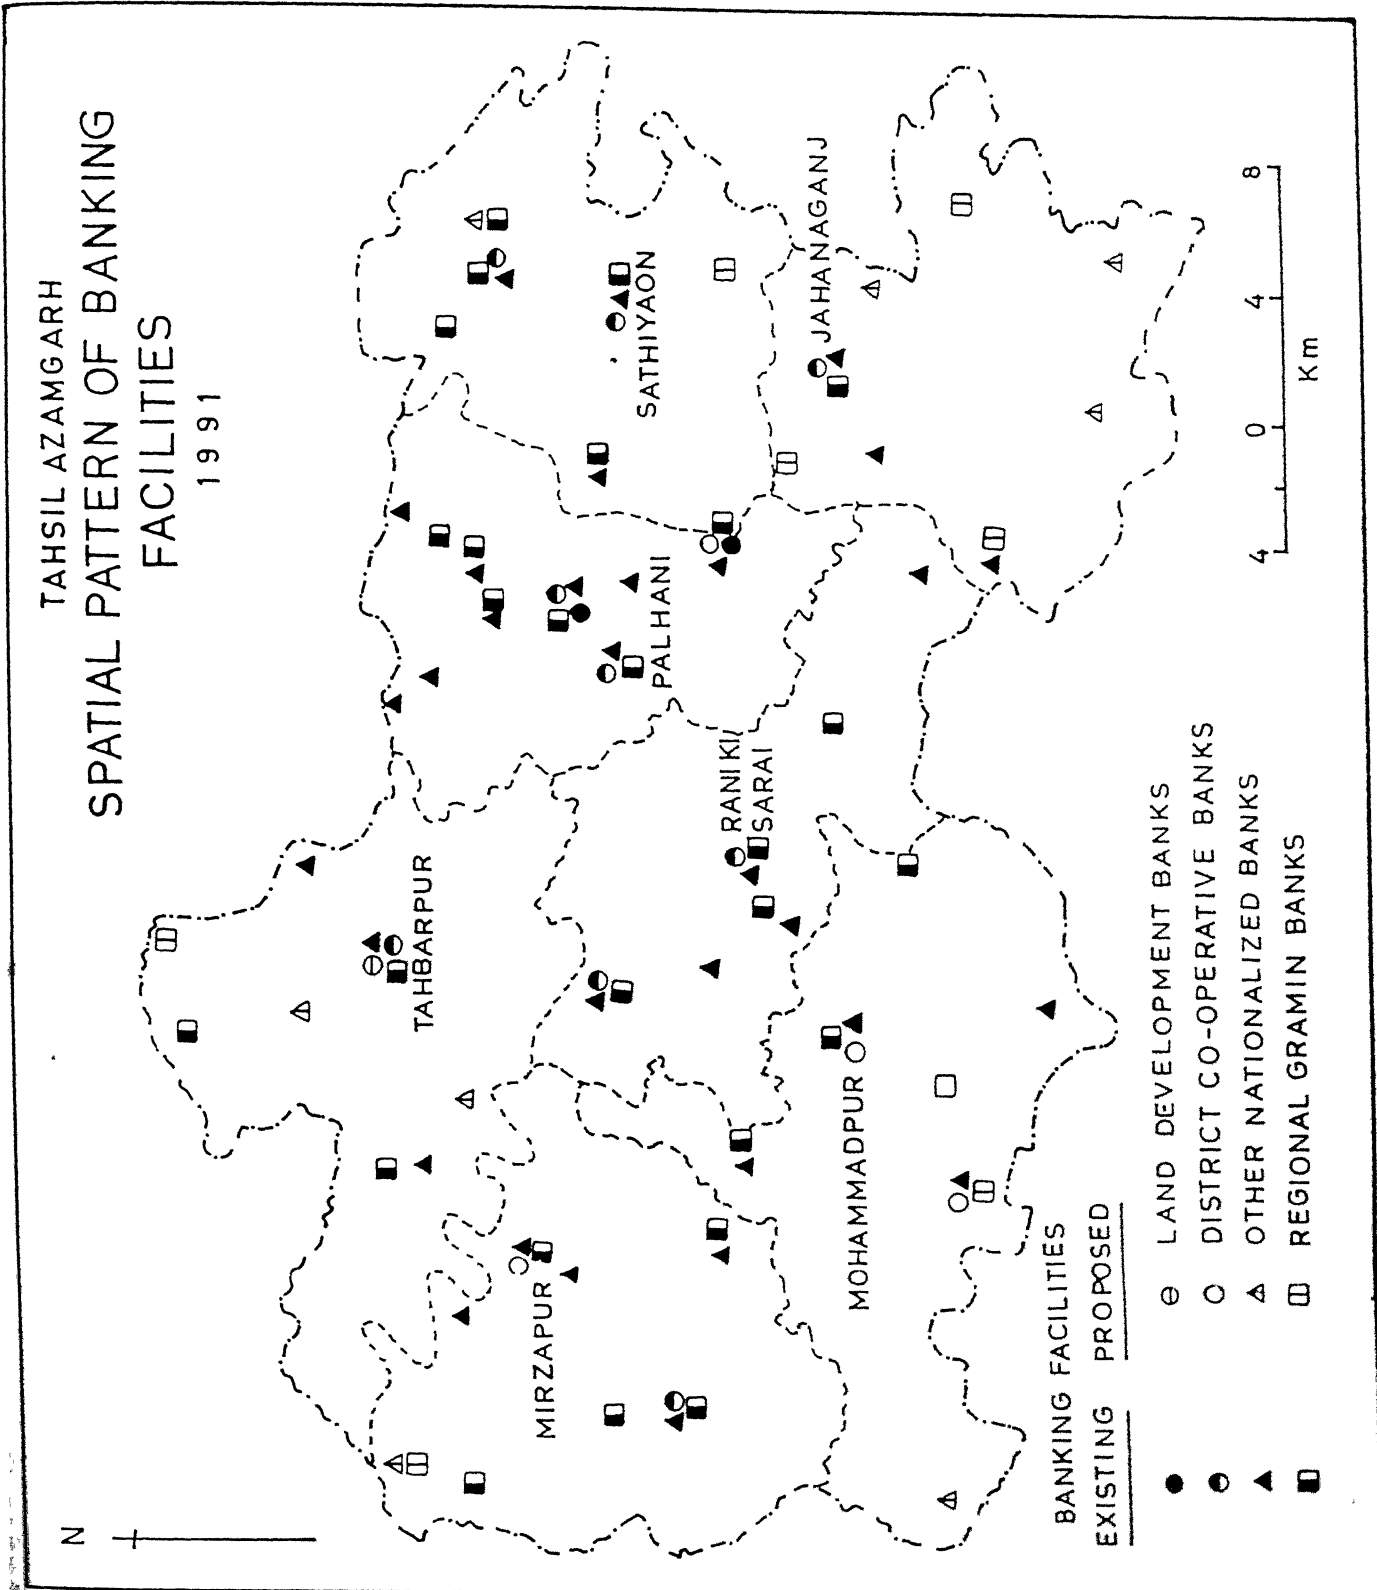 TAHSIL AZAMGARH
SPATIAL PATTERN OF BANKING
FACILITIES
1991
N
TAHBARPUR
PALHANI
SATHIYAON
MIRZAPUR
RANI KI
SARAI
JAHANAGANJ
MOHAMMADPUR
BANKING FACILITIES
EXISTING PROPOSED
LAND DEVELOPMENT BANKS
DISTRICT CO-OPERATIVE BANKS
OTHER NATIONALIZED BANKS
REGIONAL GRAMIN BANKS
4 0 4 8
Km